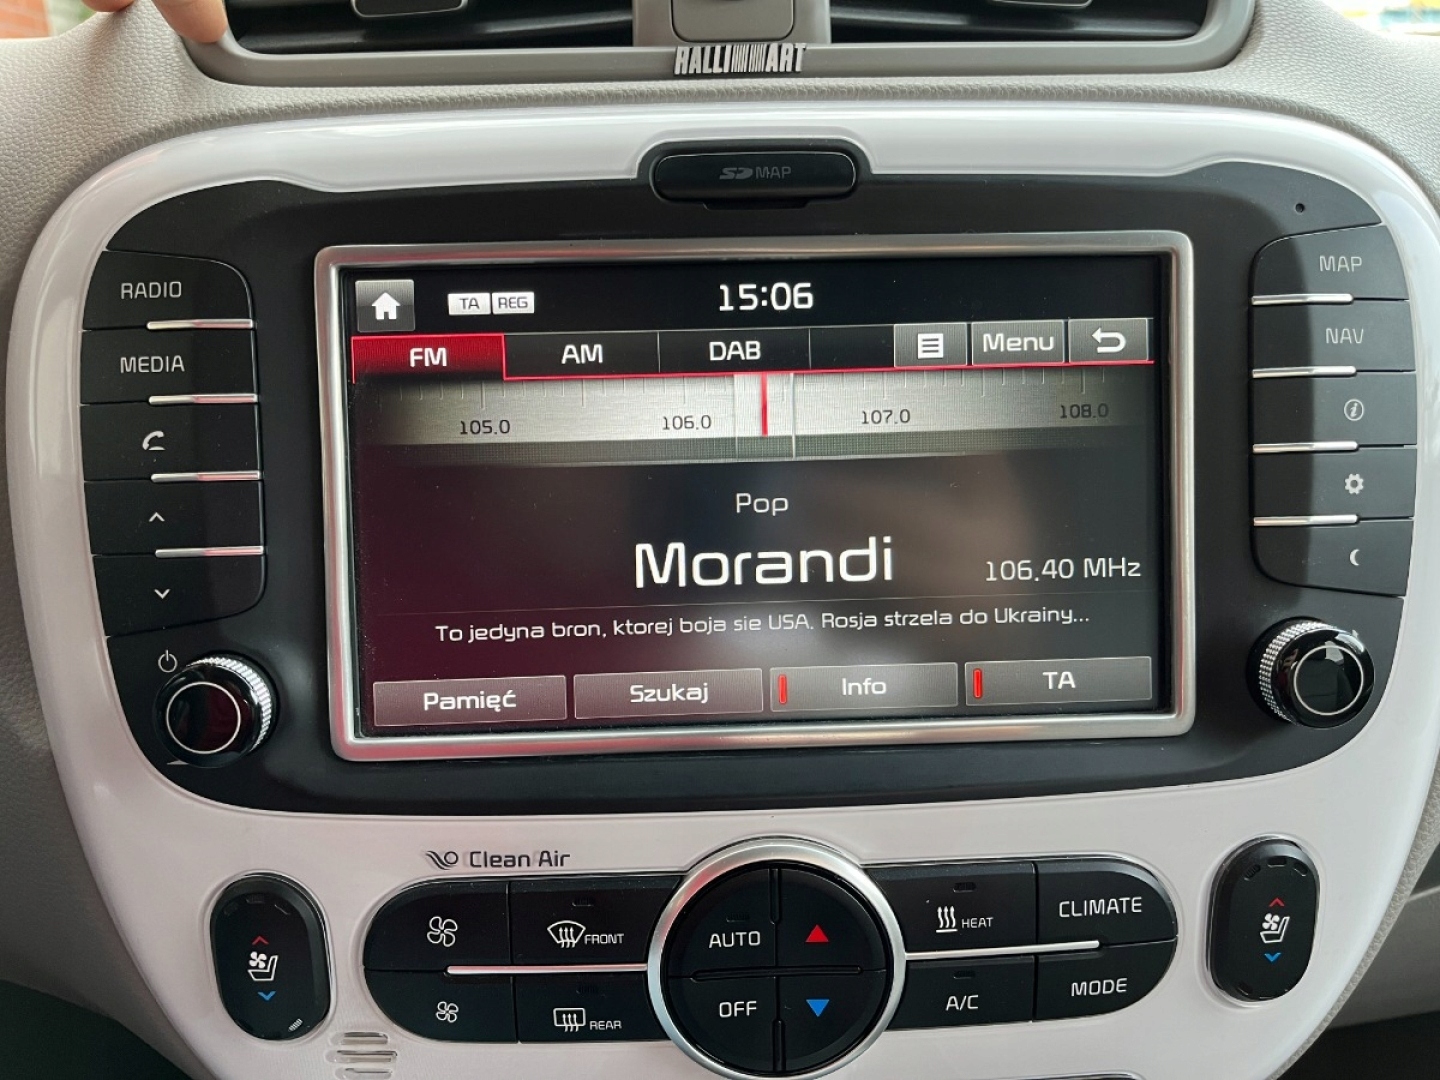 RALLI ART
SD MAP
RADIO
MEDIA
MAP
NAV
TA REG
15:06
FM AM DAB Menu
105.0 106.0 107.0 108.0
Pop
Morandi
106.40 MHz
To jedyna bron, ktorej boja sie USA. Rosja strzela do Ukrainy...
Pamięć Szukaj Info TA
Clean Air
FRONT
AUTO
HEAT
CLIMATE
REAR
OFF
A/C
MODE